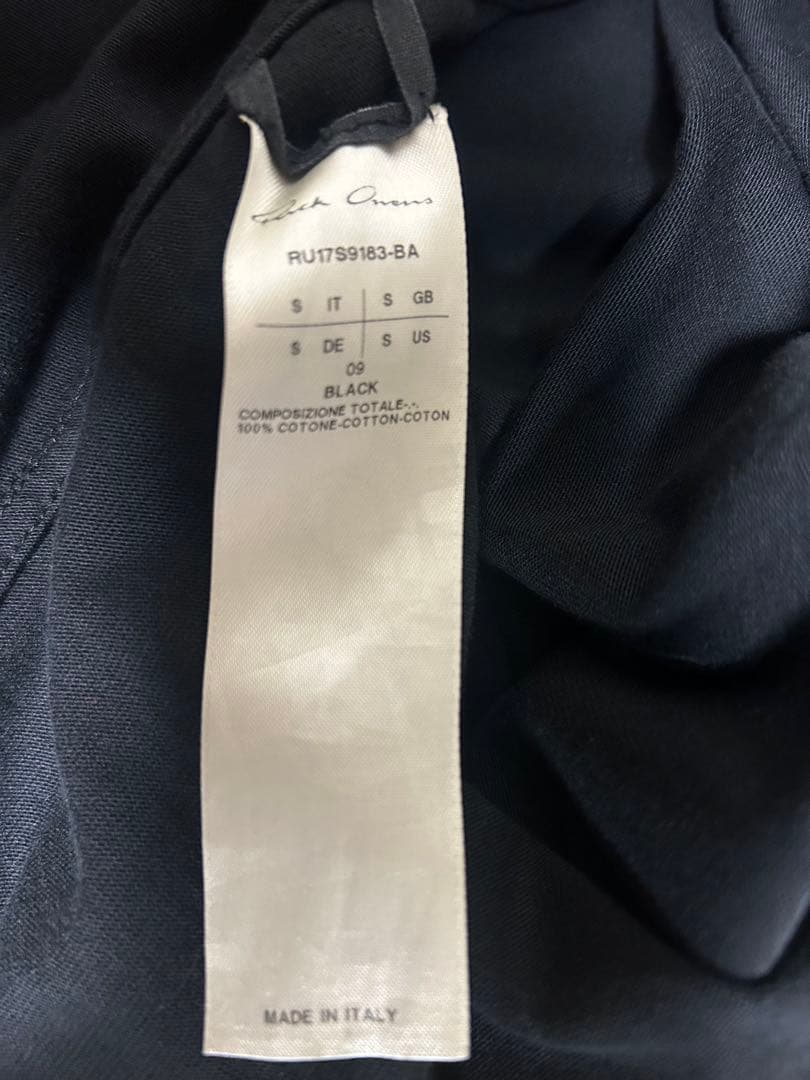 Rick Owens
RU17S9183-BA
S IT S GB
S DE S US
09
BLACK
COMPOSIZIONE TOTALE-.-.
100% COTONE-COTTON-COTON
MADE IN ITALY